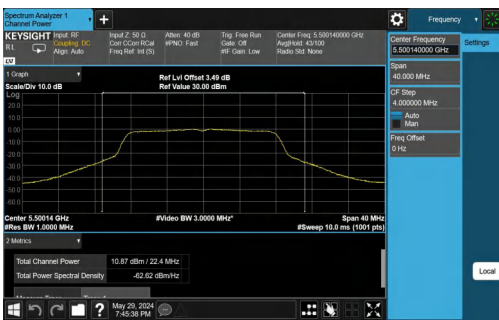 Spectrum Analyzer 1
Channel Power
+
Frequency
KEYSIGHT
Input: RF
Coupling: DC
Align: Auto
RL
Input Z: 50 Ω
Corr CCorr RCal
Freq Ref: Int (S)
Atten: 40 dB
#PNO: Fast
Trig: Free Run
Gate: Off
#IF Gain: Low
Center Freq: 5.500140000 GHz
Avg|Hold: 43/100
Radio Std: None
Center Frequency
5.500140000 GHz
Settings
Span
40.000 MHz
CF Step
4.000000 MHz
Auto
Man
Freq Offset
0 Hz
Local
1 Graph
Scale/Div 10.0 dB
Ref Lvl Offset 3.49 dB
Ref Value 30.00 dBm
Log
20.0
10.0
0.00
-10.0
-20.0
-30.0
-40.0
-50.0
-60.0
Center 5.50014 GHz
#Res BW 1.0000 MHz
#Video BW 3.0000 MHz*
Span 40 MHz
#Sweep 10.0 ms (1001 pts)
2 Metrics
Total Channel Power
10.87 dBm / 22.4 MHz
Total Power Spectral Density
-62.62 dBm/Hz
?
May 29, 2024
7:45:38 PM